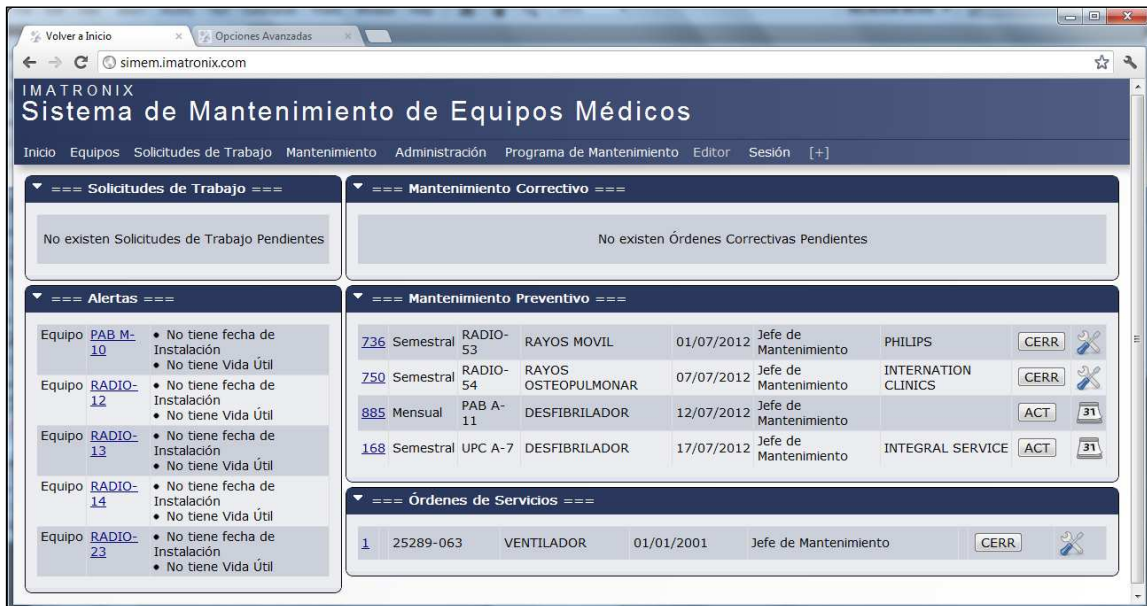 Volver a Inicio
Opciones Avanzadas
simem.imatronix.com
IMATRONIX
Sistema de Mantenimiento de Equipos Médicos
Inicio Equipos Solicitudes de Trabajo Mantenimiento Administración Programa de Mantenimiento Editor Sesión [+]
=== Solicitudes de Trabajo ===
No existen Solicitudes de Trabajo Pendientes
=== Mantenimiento Correctivo ===
No existen Órdenes Correctivas Pendientes
=== Alertas ===
Equipo PAB M- • No tiene fecha de
10 Instalación
• No tiene Vida Útil
Equipo RADIO- • No tiene fecha de
12 Instalación
• No tiene Vida Útil
Equipo RADIO- • No tiene fecha de
13 Instalación
• No tiene Vida Útil
Equipo RADIO- • No tiene fecha de
14 Instalación
• No tiene Vida Útil
Equipo RADIO- • No tiene fecha de
23 Instalación
• No tiene Vida Útil
=== Mantenimiento Preventivo ===
736 Semestral RADIO- RAYOS MOVIL 01/07/2012 Jefe de PHILIPS CERR
53 Mantenimiento
750 Semestral RADIO- RAYOS 07/07/2012 Jefe de INTERNATION CERR
54 OSTEOPULMONAR Mantenimiento CLINICS
885 Mensual PAB A- DESFIBRILADOR 12/07/2012 Jefe de ACT 31
11 Mantenimiento
168 Semestral UPC A-7 DESFIBRILADOR 17/07/2012 Jefe de INTEGRAL SERVICE ACT 31
Mantenimiento
=== Órdenes de Servicios ===
1 25289-063 VENTILADOR 01/01/2001 Jefe de Mantenimiento CERR